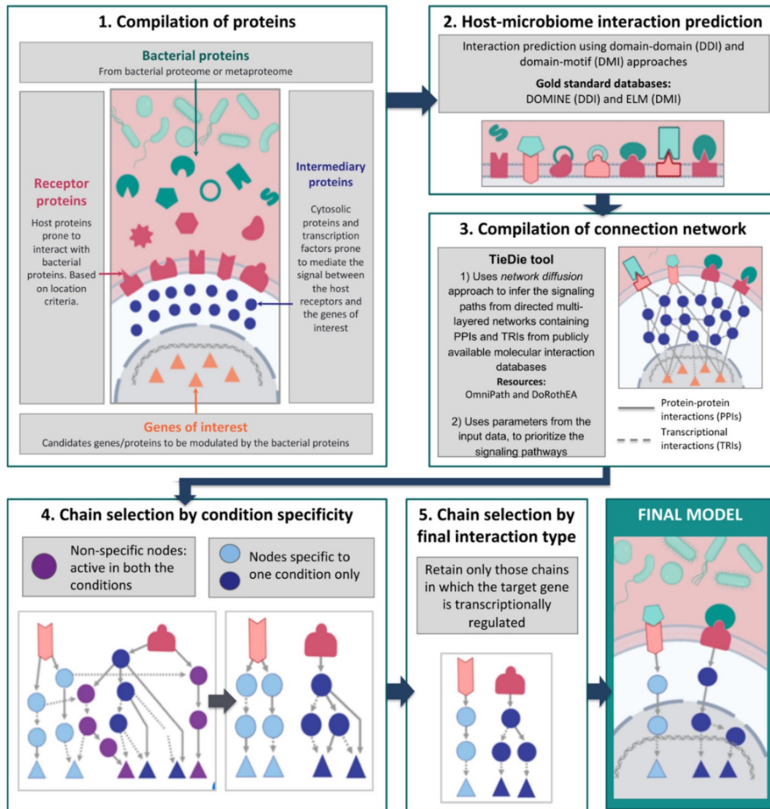 1. Compilation of proteins
Bacterial proteins
From bacterial proteome or metaproteome
Receptor
proteins
Host proteins
prone to
interact with
bacterial
proteins. Based
on location
criteria.
Intermediary
proteins
Cytosolic
proteins and
transcription
factors prone
to mediate the
signal between
the host
receptors and
the genes of
interest
Genes of interest
Candidates genes/proteins to be modulated by the bacterial proteins
2. Host-microbiome interaction prediction
Interaction prediction using domain-domain (DDI) and
domain-motif (DMI) approaches
Gold standard databases:
DOMINE (DDI) and ELM (DMI)
3. Compilation of connection network
TieDie tool
1) Uses network diffusion
approach to infer the signaling
paths from directed multi-
layered networks containing
PPIs and TRIs from publicly
available molecular interaction
databases
Resources:
OmniPath and DoRothEA
2) Uses parameters from the
input data, to prioritize the
signaling pathways
Protein-protein
interactions (PPIs)
Transcriptional
interactions (TRIs)
4. Chain selection by condition specificity
Non-specific nodes:
active in both the
conditions
Nodes specific to
one condition only
5. Chain selection by
final interaction type
Retain only those chains
in which the target gene
is transcriptionally
regulated
FINAL MODEL